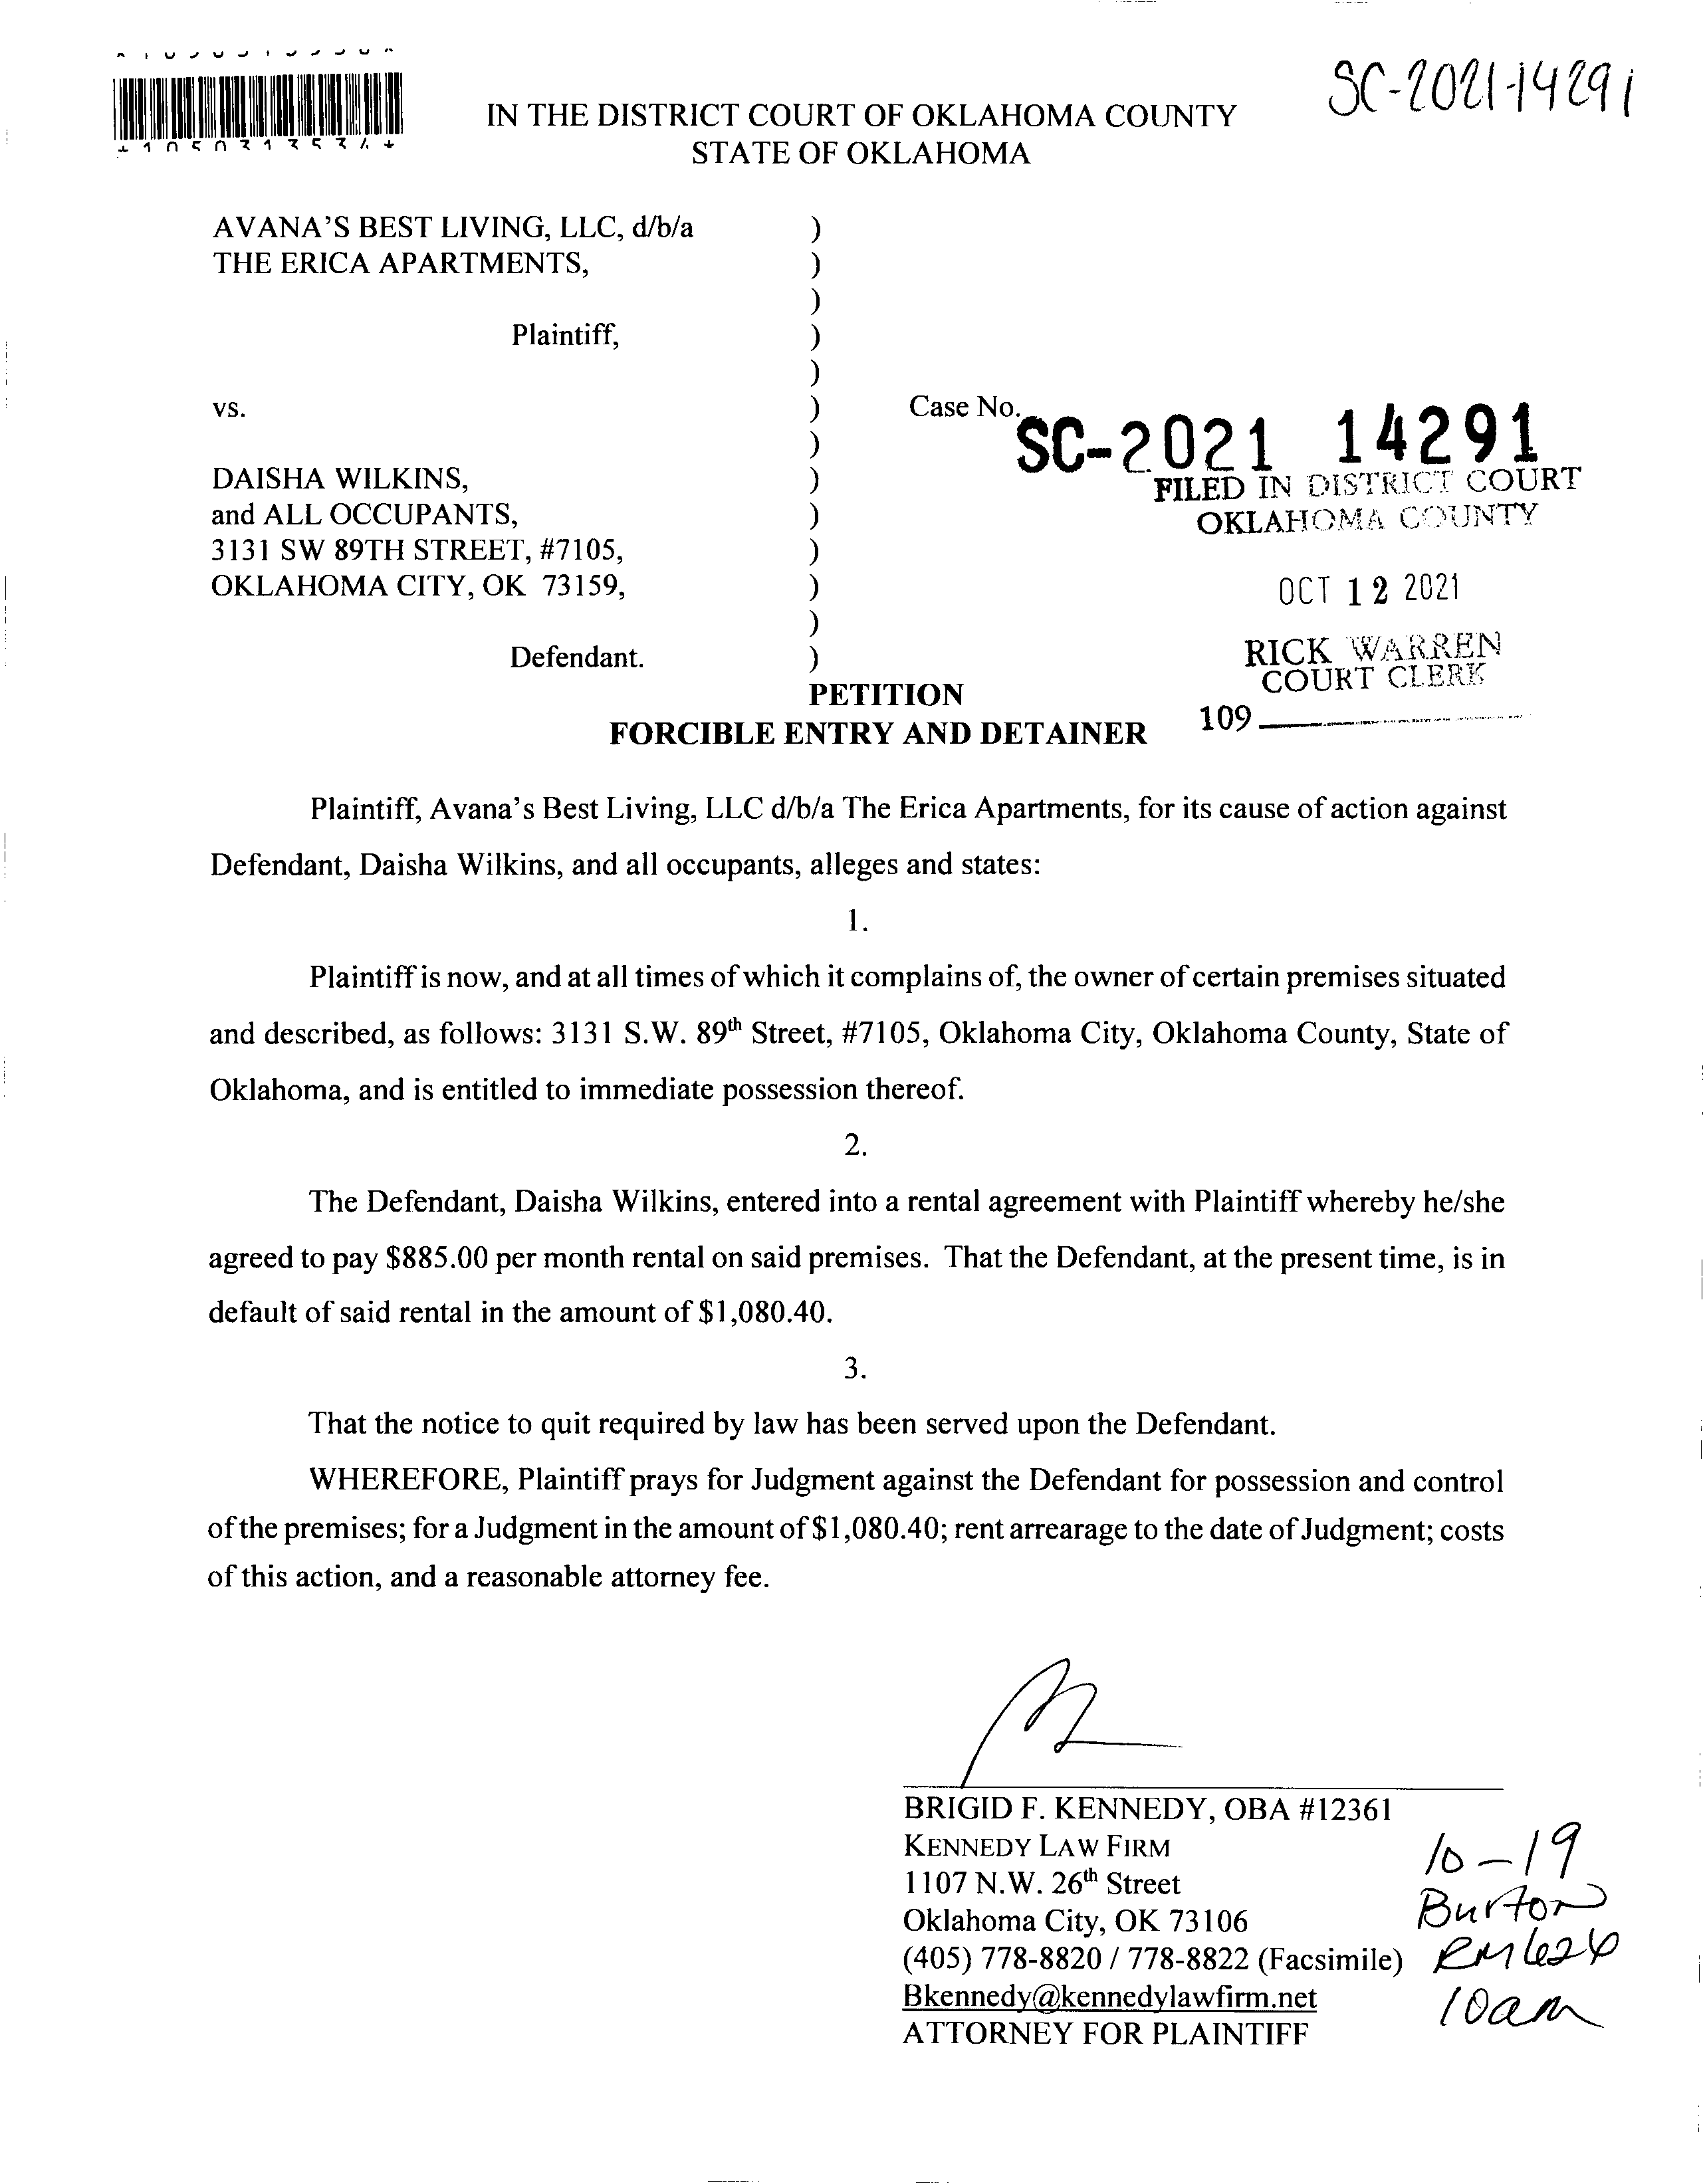 SC-2021-14291
IN THE DISTRICT COURT OF OKLAHOMA COUNTY
STATE OF OKLAHOMA
AVANA'S BEST LIVING, LLC, d/b/a )
THE ERICA APARTMENTS, )
)
Plaintiff, )
)
vs. ) Case No. SC-2021 14291
)
DAISHA WILKINS, )
and ALL OCCUPANTS, )
3131 SW 89TH STREET, #7105, )
OKLAHOMA CITY, OK 73159, )
)
Defendant. )
FILED IN DISTRICT COURT
OKLAHOMA COUNTY
OCT 12 2021
RICK WARREN
COURT CLERK
109
PETITION
FORCIBLE ENTRY AND DETAINER
Plaintiff, Avana's Best Living, LLC d/b/a The Erica Apartments, for its cause of action against
Defendant, Daisha Wilkins, and all occupants, alleges and states:
1.
Plaintiff is now, and at all times of which it complains of, the owner of certain premises situated
and described, as follows: 3131 S.W. 89th Street, #7105, Oklahoma City, Oklahoma County, State of
Oklahoma, and is entitled to immediate possession thereof.
2.
The Defendant, Daisha Wilkins, entered into a rental agreement with Plaintiff whereby he/she
agreed to pay $885.00 per month rental on said premises. That the Defendant, at the present time, is in
default of said rental in the amount of $1,080.40.
3.
That the notice to quit required by law has been served upon the Defendant.
WHEREFORE, Plaintiff prays for Judgment against the Defendant for possession and control
of the premises; for a Judgment in the amount of $1,080.40; rent arrearage to the date of Judgment; costs
of this action, and a reasonable attorney fee.
BRIGID F. KENNEDY, OBA #12361
KENNEDY LAW FIRM
1107 N.W. 26th Street
Oklahoma City, OK 73106
(405) 778-8820 / 778-8822 (Facsimile)
Bkennedy@kennedylawfirm.net
ATTORNEY FOR PLAINTIFF
10-19
Burton
RM 626
10am